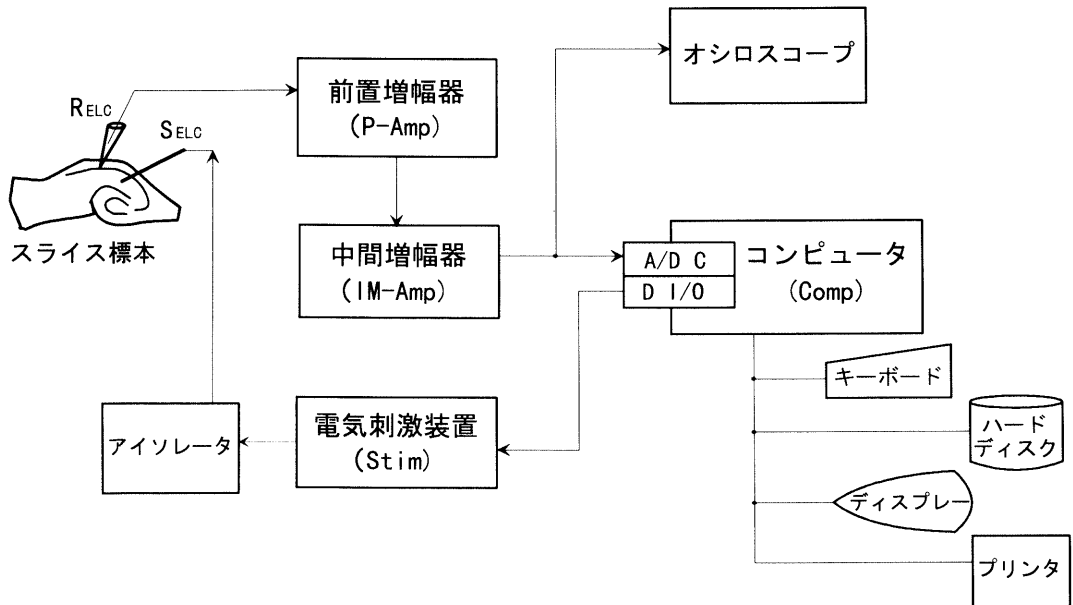 オシロスコープ
前置増幅器
(P-Amp)
RELC
SELC
スライス標本
中間増幅器
(IM-Amp)
A/D C
D I/O
コンピュータ
(Comp)
キーボード
ハード
ディスク
電気刺激装置
(Stim)
アイソレータ
ディスプレー
プリンタ